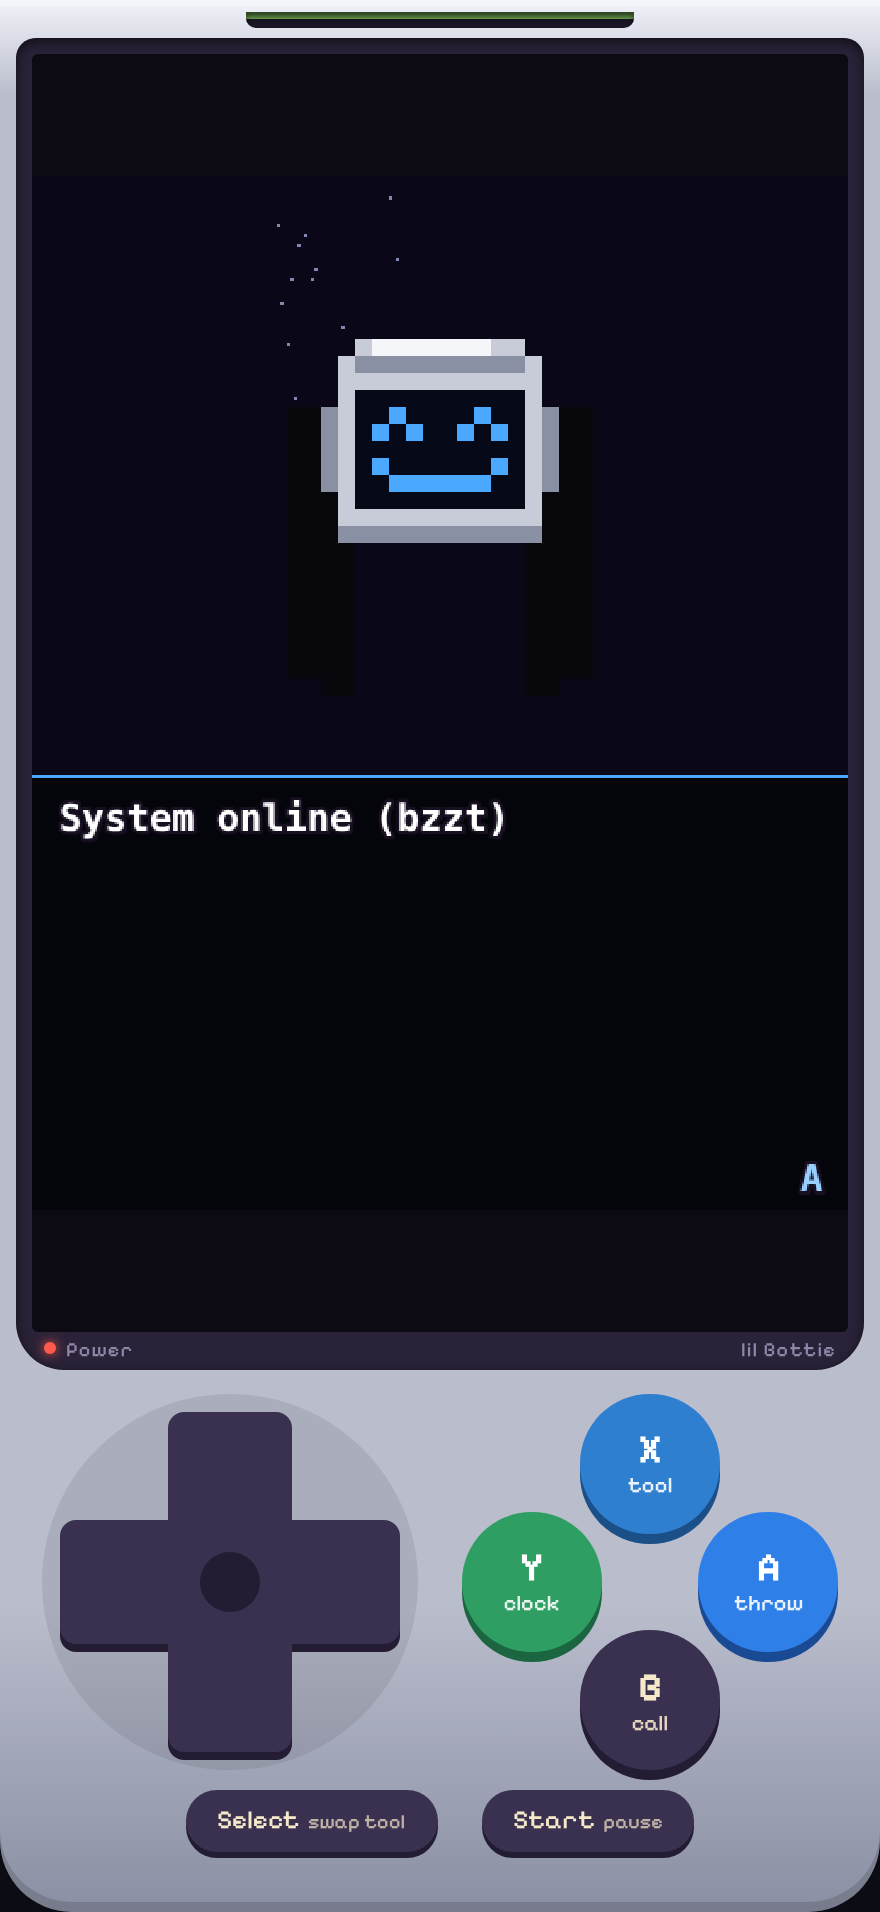 System online (bzzt)
A
Power
lil Bottie
X
tool
Y
clock
A
throw
B
call
Select swap tool
Start pause